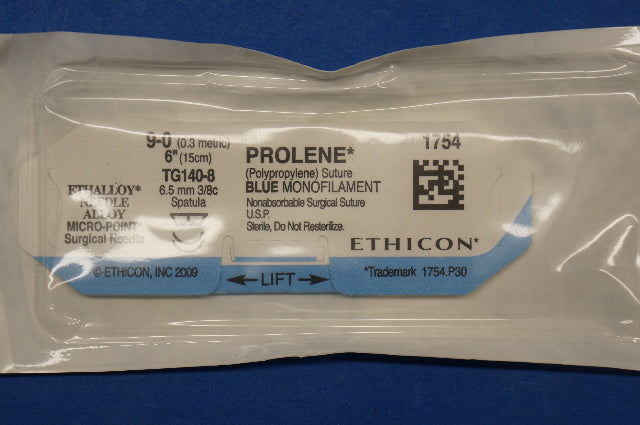 9-0 (0.3 metric)
6" (15cm)
TG140-8
6.5 mm 3/8c
Spatula
ETHALLOY*
NEEDLE
ALLOY
MICRO-POINT*
Surgical Needle
PROLENE*
(Polypropylene) Suture
BLUE MONOFILAMENT
Nonabsorbable Surgical Suture
U.S.P.
Sterile, Do Not Resterilize.
1754
ETHICON*
© ETHICON, INC 2009
LIFT
*Trademark 1754.P30